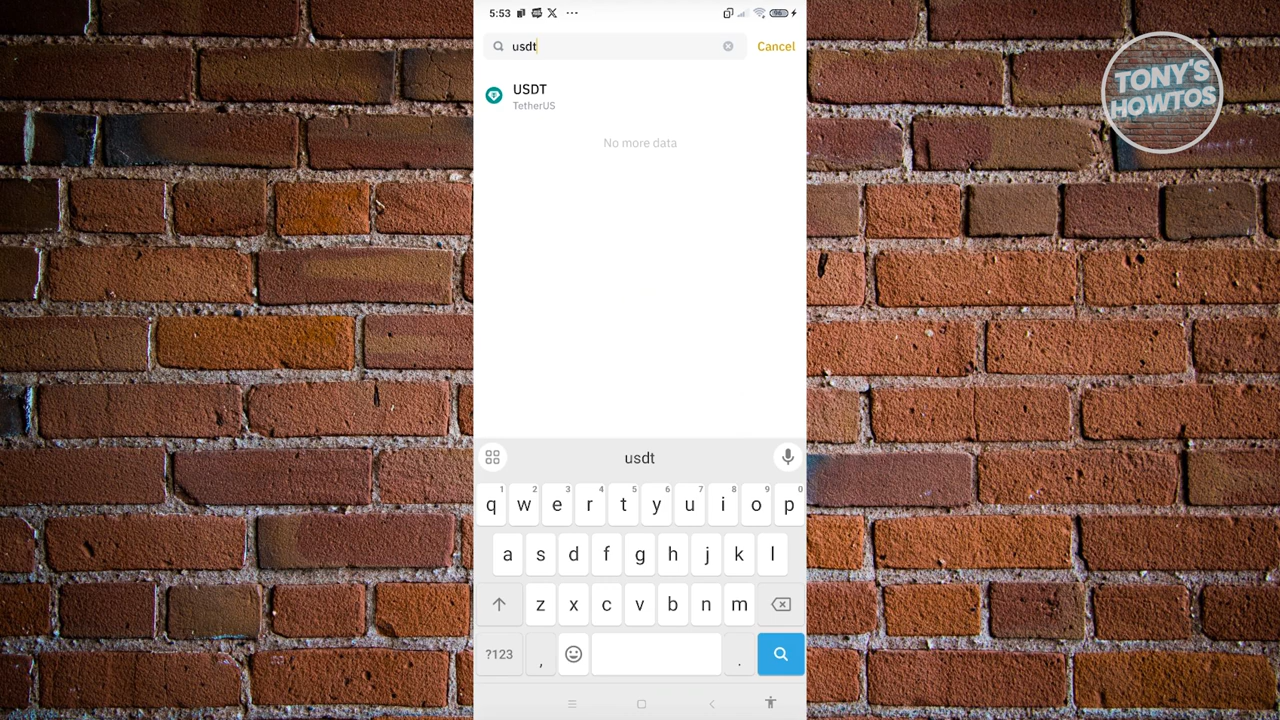 5:53
96
usdt
Cancel
USDT
TetherUS
No more data
usdt
1 2 3 4 5 6 7 8 9 0
q w e r t y u i o p
a s d f g h j k l
z x c v b n m
?123 , .
TONY'S
HOWTOS